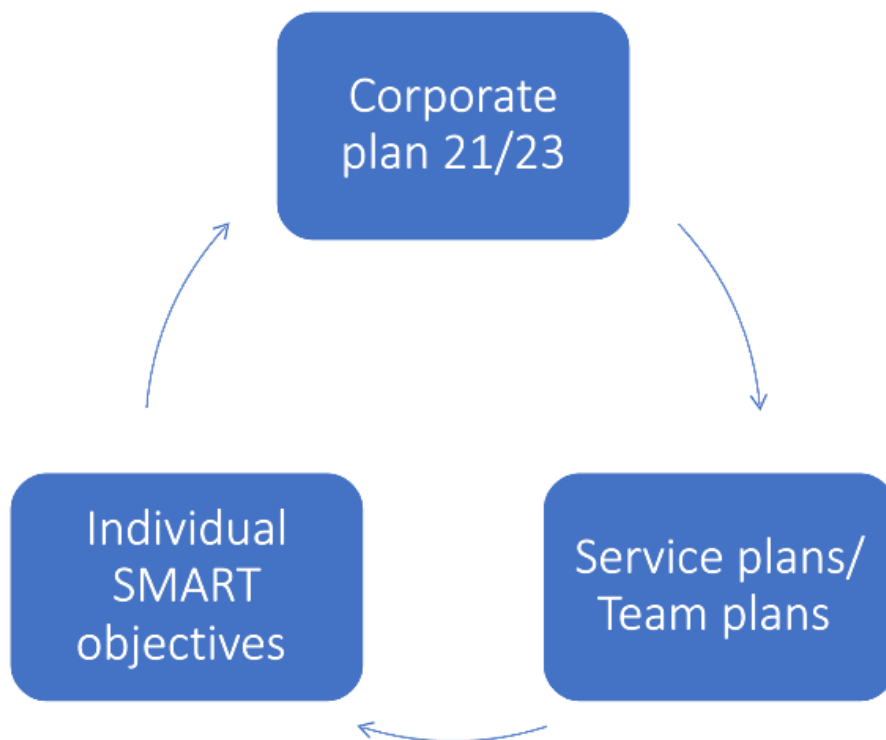 Corporate
plan 21/23
Service plans/
Team plans
Individual
SMART
objectives